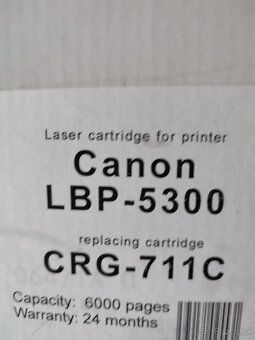 Laser cartridge for printer
Canon
LBP-5300
replacing cartridge
CRG-711C
Capacity: 6000 pages
Warranty: 24 months